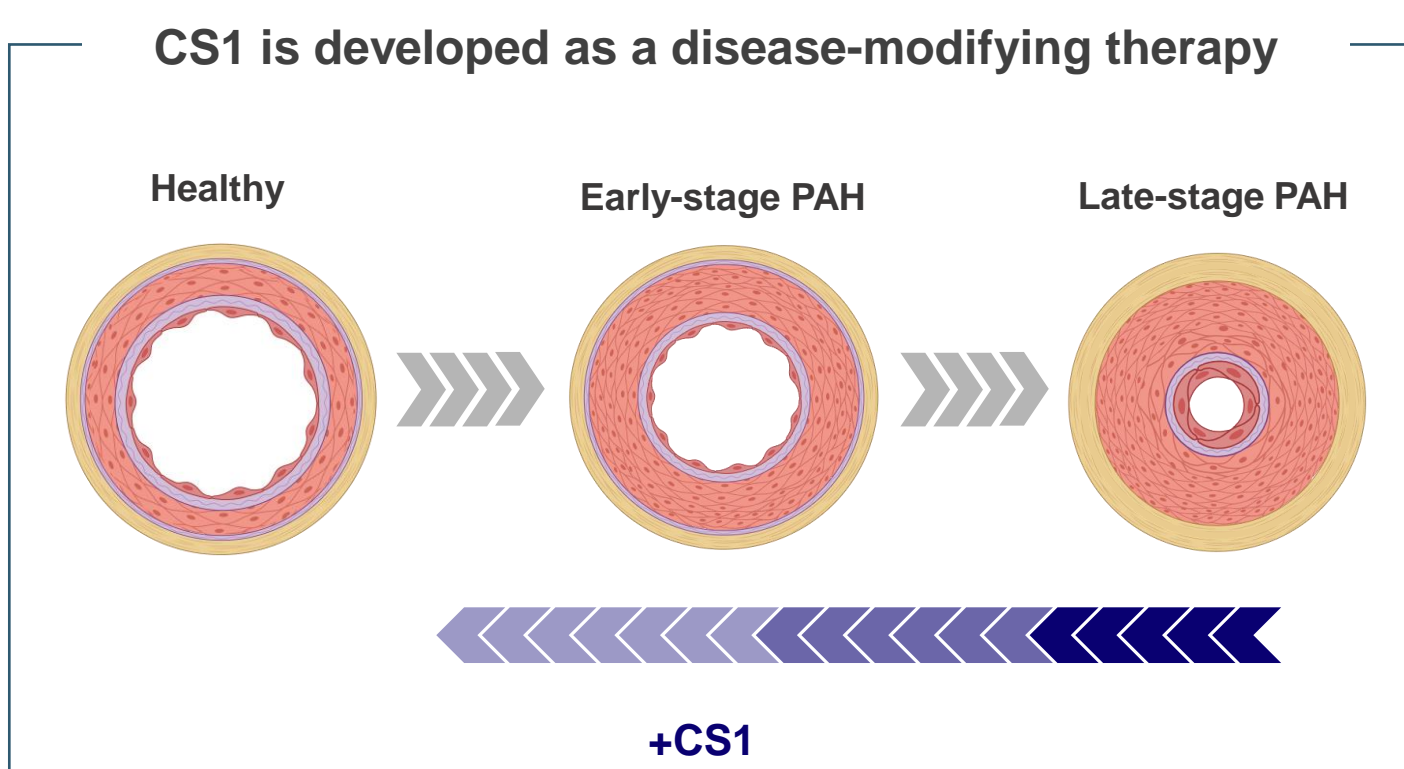 CS1 is developed as a disease-modifying therapy
Healthy
Early-stage PAH
Late-stage PAH
+CS1